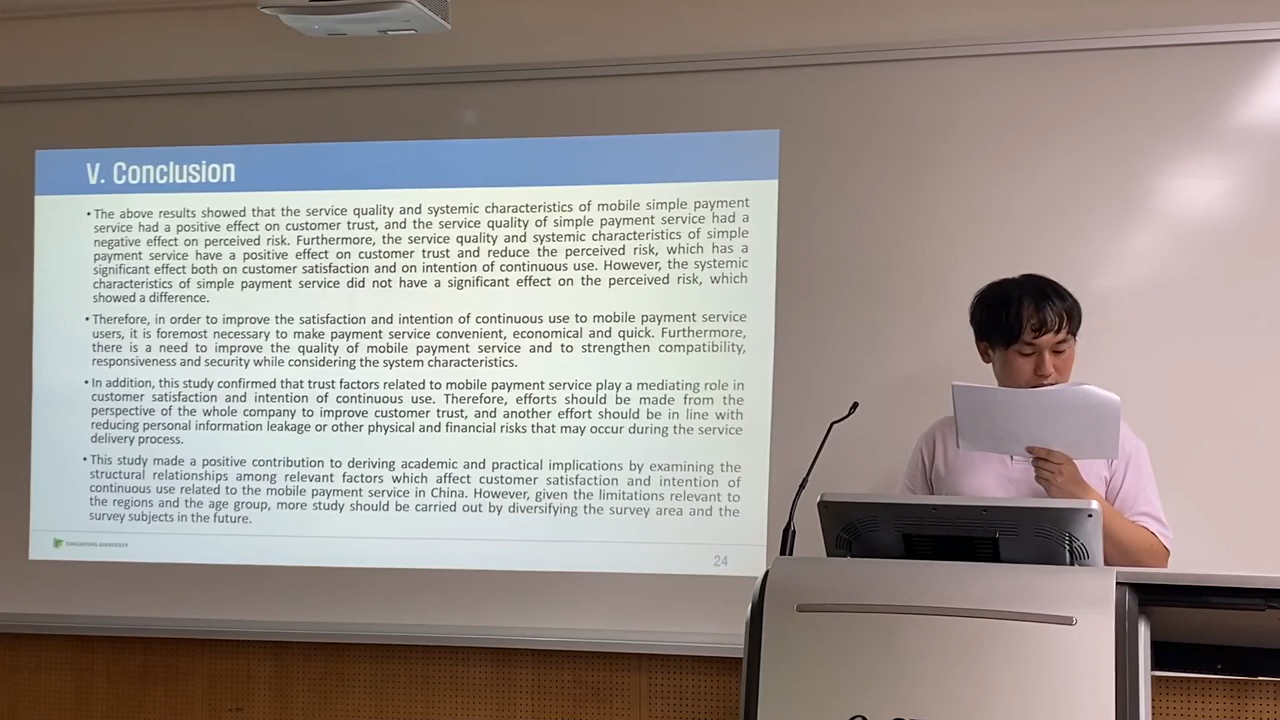 V. Conclusion
• The above results showed that the service quality and systemic characteristics of mobile simple payment
service had a positive effect on customer trust, and the service quality of simple payment service had a
negative effect on perceived risk. Furthermore, the service quality and systemic characteristics of simple
payment service have a positive effect on customer trust and reduce the perceived risk, which has a
significant effect both on customer satisfaction and on intention of continuous use. However, the systemic
characteristics of simple payment service did not have a significant effect on the perceived risk, which
showed a difference.
• Therefore, in order to improve the satisfaction and intention of continuous use to mobile payment service
users, it is foremost necessary to make payment service convenient, economical and quick. Furthermore,
there is a need to improve the quality of mobile payment service and to strengthen compatibility,
responsiveness and security while considering the system characteristics.
• In addition, this study confirmed that trust factors related to mobile payment service play a mediating role in
customer satisfaction and intention of continuous use. Therefore, efforts should be made from the
perspective of the whole company to improve customer trust, and another effort should be in line with
reducing personal information leakage or other physical and financial risks that may occur during the service
delivery process.
• This study made a positive contribution to deriving academic and practical implications by examining the
structural relationships among relevant factors which affect customer satisfaction and intention of
continuous use related to the mobile payment service in China. However, given the limitations relevant to
the regions and the age group, more study should be carried out by diversifying the survey area and the
survey subjects in the future.
UNIVERSITY
24